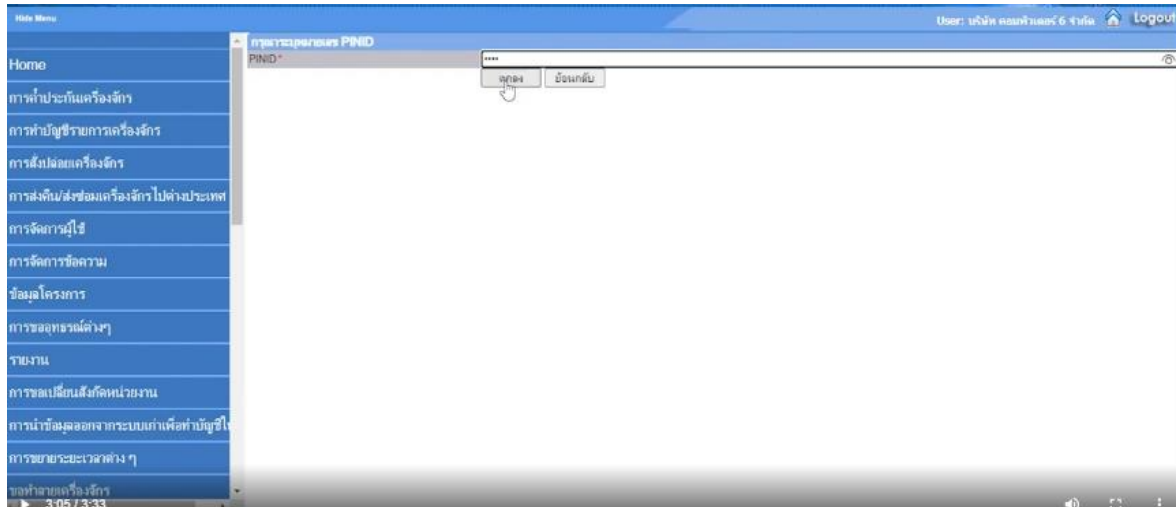 Hide Menu
User: บริษัท คอมพิวเตอร์ 6 จำกัด Logout
กรุณาระบุหมายเลข PINID
PINID*
....
ตกลง ย้อนกลับ
Home
การค้ำประกันเครื่องจักร
การทำบัญชีรายการเครื่องจักร
การสั่งปล่อยเครื่องจักร
การส่งคืน/ส่งซ่อมเครื่องจักรไปต่างประเทศ
การจัดการผู้ใช้
การจัดการข้อความ
ข้อมูลโครงการ
การขออุทธรณ์ต่างๆ
รายงาน
การขอเปลี่ยนสังกัดหน่วยงาน
การนำข้อมูลออกจากระบบเก่าเพื่อทำบัญชีใ
การขยายระยะเวลาต่าง ๆ
ขอทำลายเครื่องจักร
3:05 / 3:33